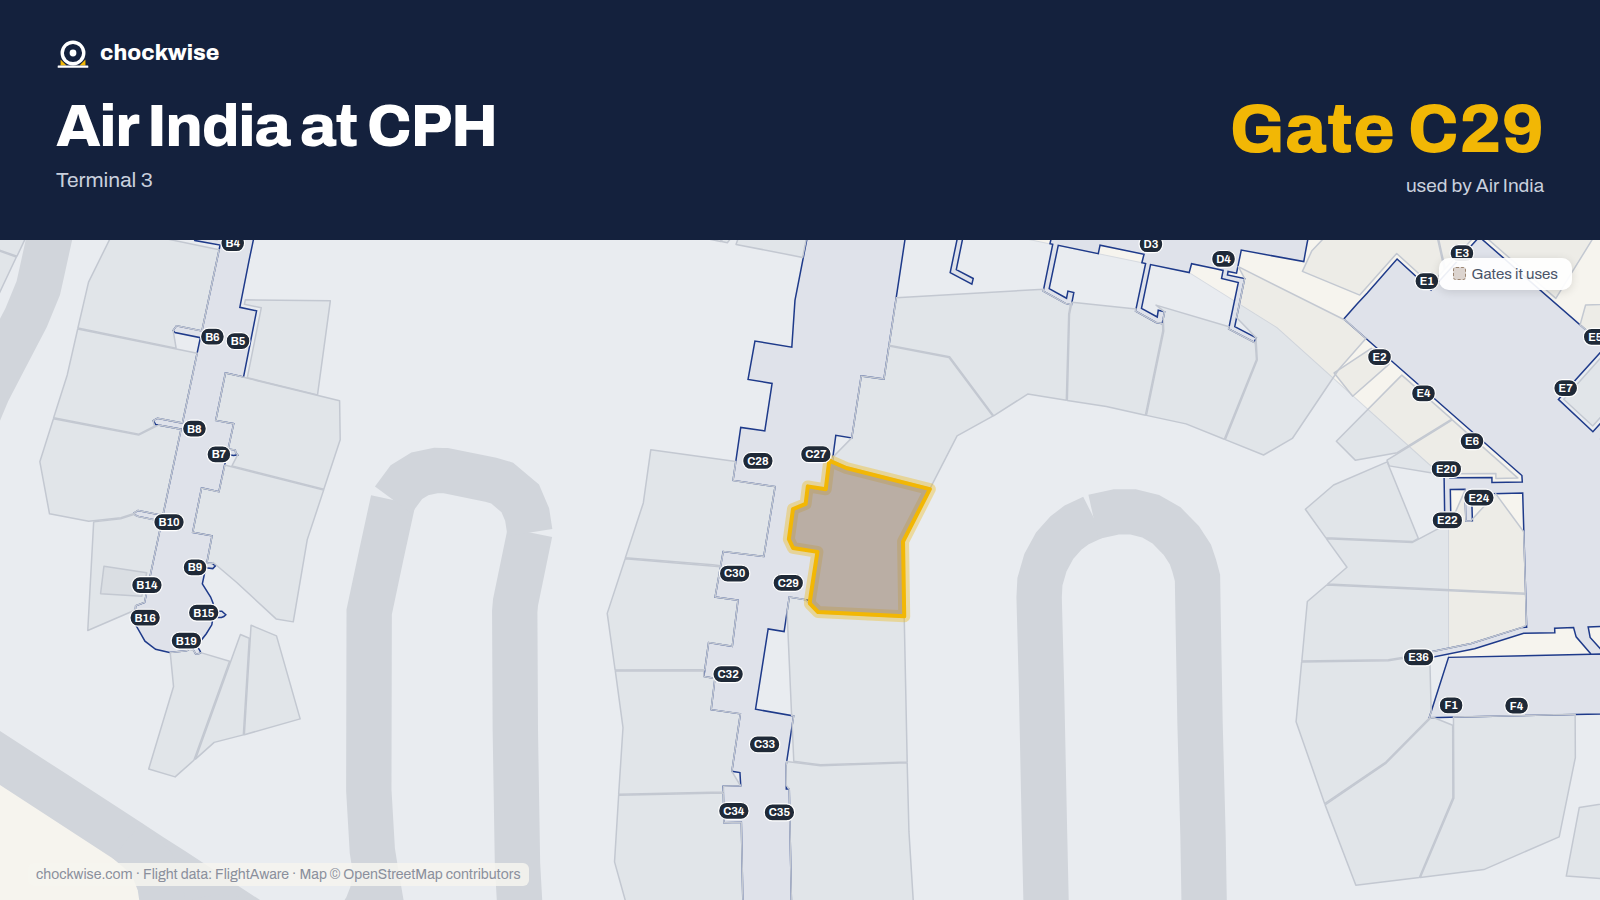 chockwise
Air India at CPH
Terminal 3
Gate C29
used by Air India
Gates it uses
B4
B6
B5
B8
B7
B10
B9
B14
B15
B16
B19
C28
C27
C30
C29
C32
C33
C34
C35
D3
D4
E3
E1
E5
E2
E4
E7
E6
E20
E24
E22
E36
F1
F4
chockwise.com · Flight data: FlightAware · Map © OpenStreetMap contributors